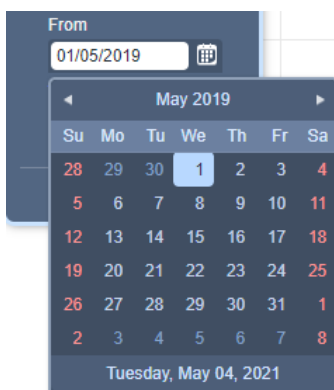 From
01/05/2019
May 2019
Su Mo Tu We Th Fr Sa
28 29 30 1 2 3 4
5 6 7 8 9 10 11
12 13 14 15 16 17 18
19 20 21 22 23 24 25
26 27 28 29 30 31 1
2 3 4 5 6 7 8
Tuesday, May 04, 2021